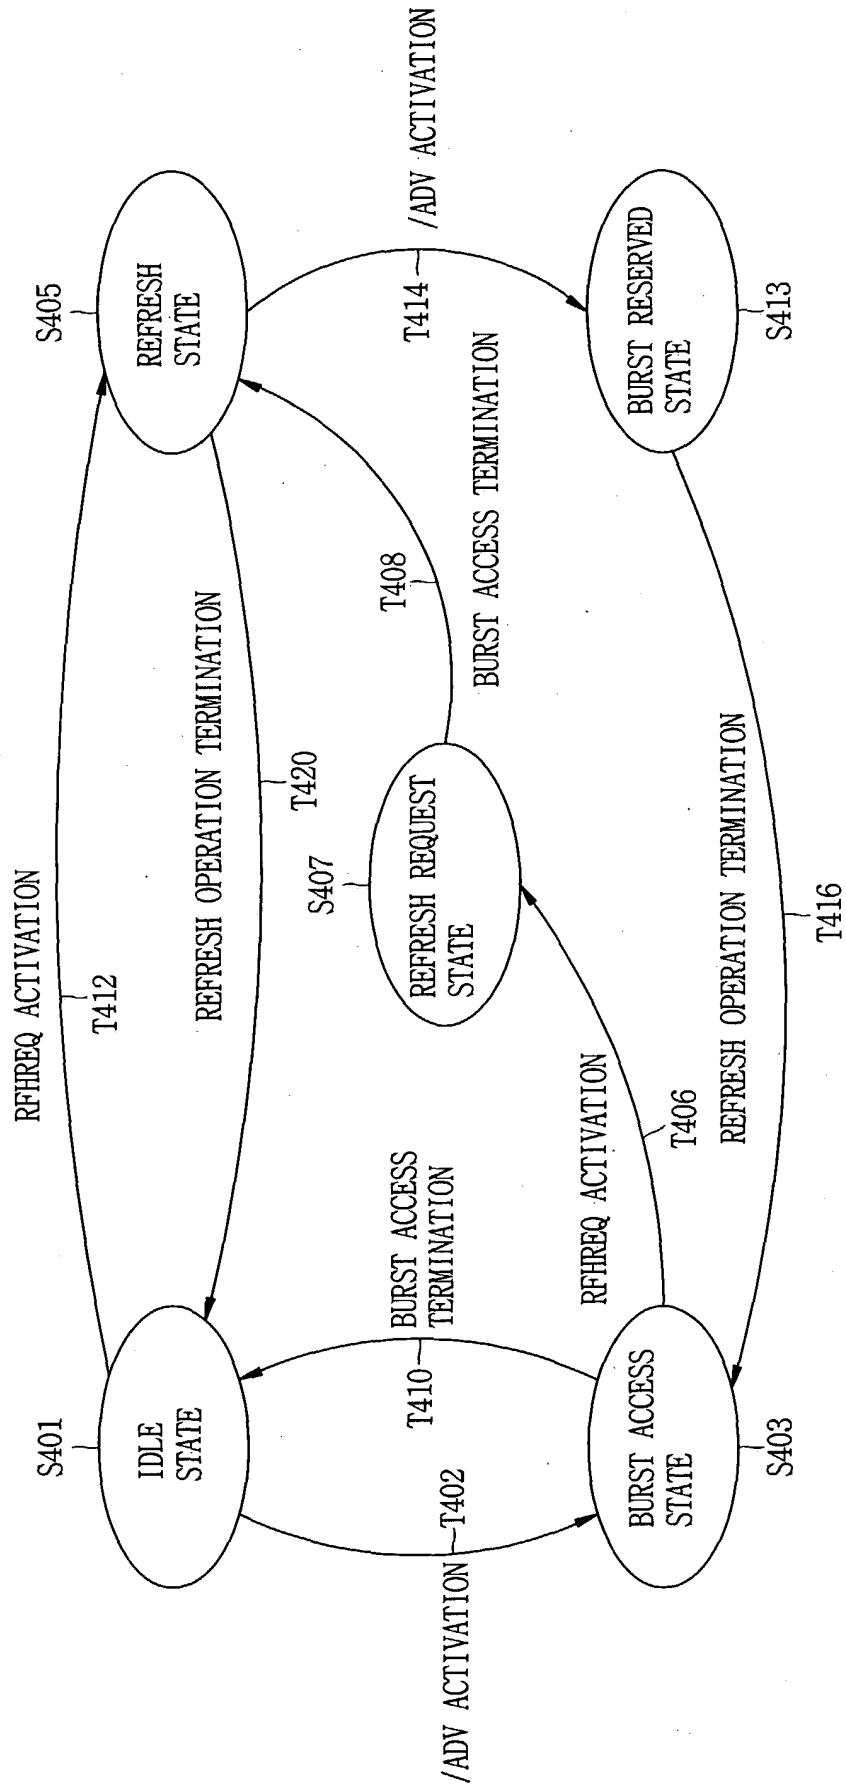 RFHREQ ACTIVATION
T412
S401
IDLE
STATE
S405
REFRESH
STATE
REFRESH OPERATION TERMINATION
T420
/ADV ACTIVATION
T402
T410
BURST ACCESS
TERMINATION
S407
REFRESH REQUEST
STATE
T408
BURST ACCESS TERMINATION
T414
/ADV ACTIVATION
RFHREQ ACTIVATION
T406
BURST ACCESS
STATE
S403
BURST RESERVED
STATE
S413
REFRESH OPERATION TERMINATION
T416